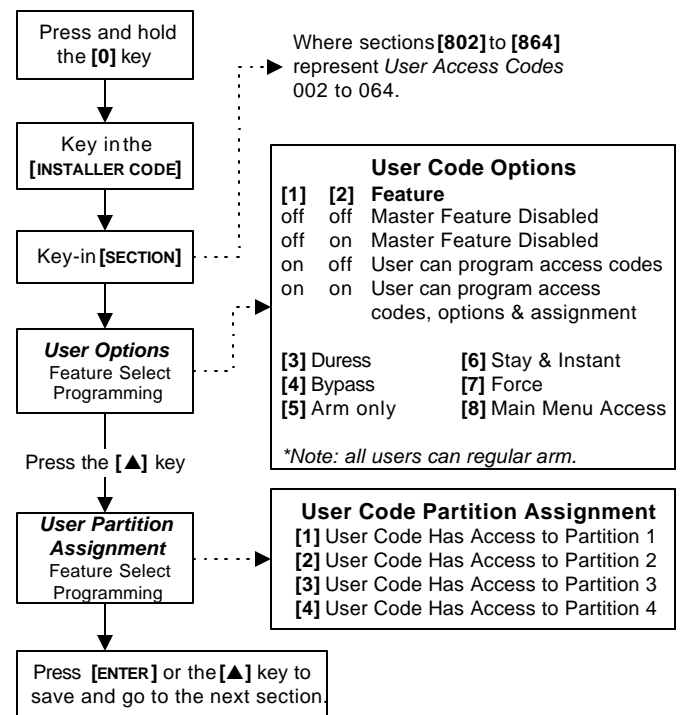 Press and hold
the [0] key
Where sections [802] to [864]
represent User Access Codes
002 to 064.
Key in the
[INSTALLER CODE]
Key-in [SECTION]
User Code Options
[1] [2] Feature
off off Master Feature Disabled
off on Master Feature Disabled
on off User can program access codes
on on User can program access
codes, options & assignment
[3] Duress [6] Stay & Instant
[4] Bypass [7] Force
[5] Arm only [8] Main Menu Access
*Note: all users can regular arm.
User Options
Feature Select
Programming
Press the [▲] key
User Partition
Assignment
Feature Select
Programming
User Code Partition Assignment
[1] User Code Has Access to Partition 1
[2] User Code Has Access to Partition 2
[3] User Code Has Access to Partition 3
[4] User Code Has Access to Partition 4
Press [ENTER] or the [▲] key to
save and go to the next section.